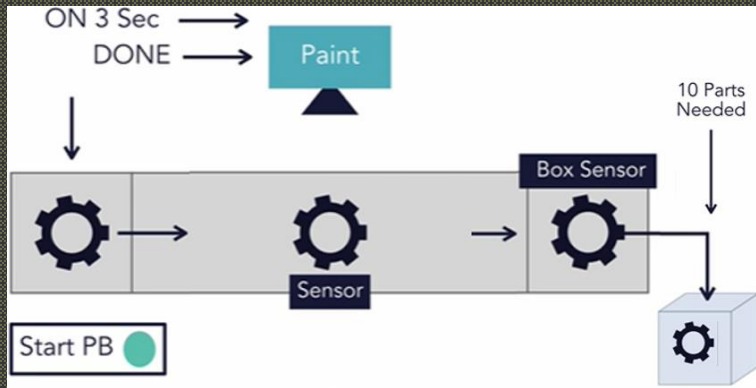 ON 3 Sec
DONE
Paint
10 Parts
Needed
Box Sensor
Sensor
Start PB